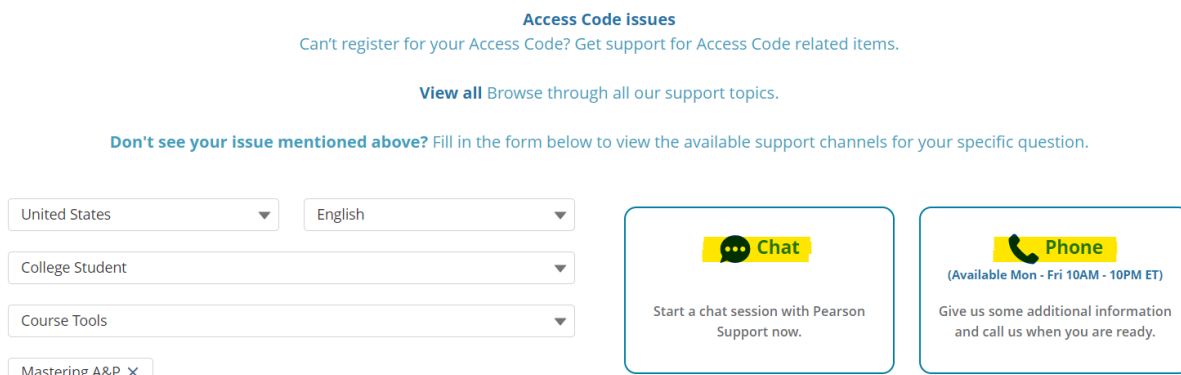 Access Code issues
Can’t register for your Access Code? Get support for Access Code related items.
View all Browse through all our support topics.
Don't see your issue mentioned above? Fill in the form below to view the available support channels for your specific question.
United States
English
College Student
Course Tools
Mastering A&P ✕
Chat
Start a chat session with Pearson
Support now.
Phone
(Available Mon - Fri 10AM - 10PM ET)
Give us some additional information
and call us when you are ready.